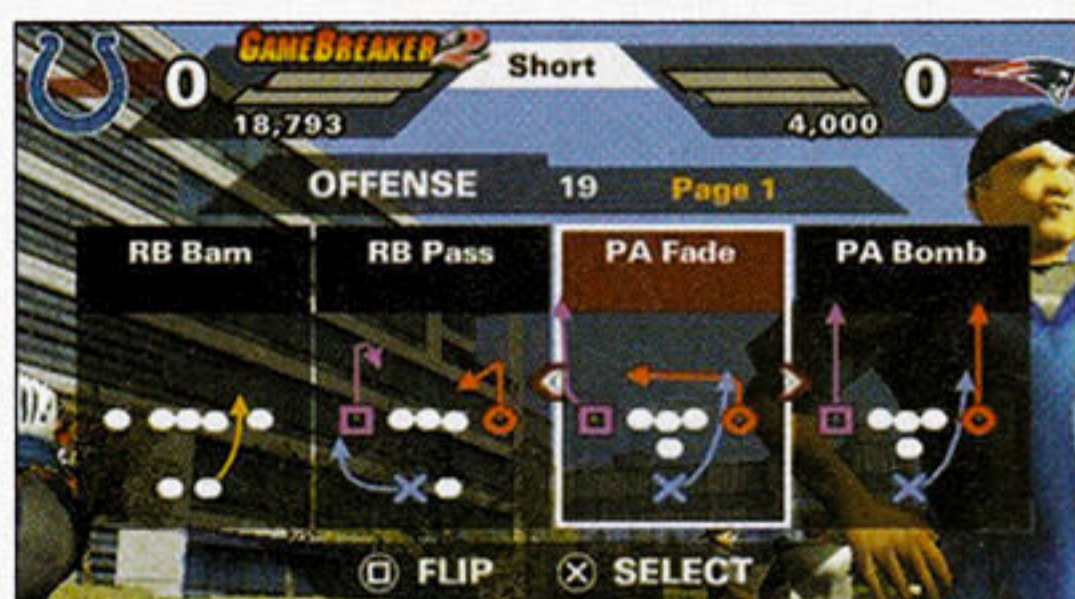 0 GAMEBREAKER 2 Short 0
18,793 4,000
OFFENSE 19 Page 1
RB Bam RB Pass PA Fade PA Bomb
FLIP SELECT